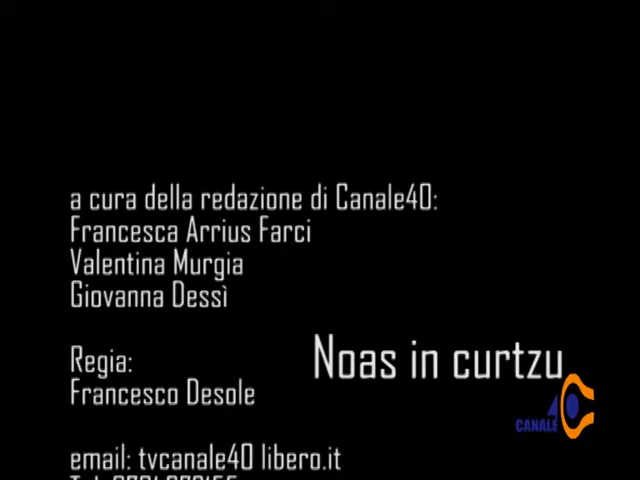 a cura della redazione di Canale40:
Francesca Arrius Farci
Valentina Murgia
Giovanna Dessì
Regia:
Francesco Desole
Noas in curtzu
CANALE 40
email: tvcanale40 libero.it